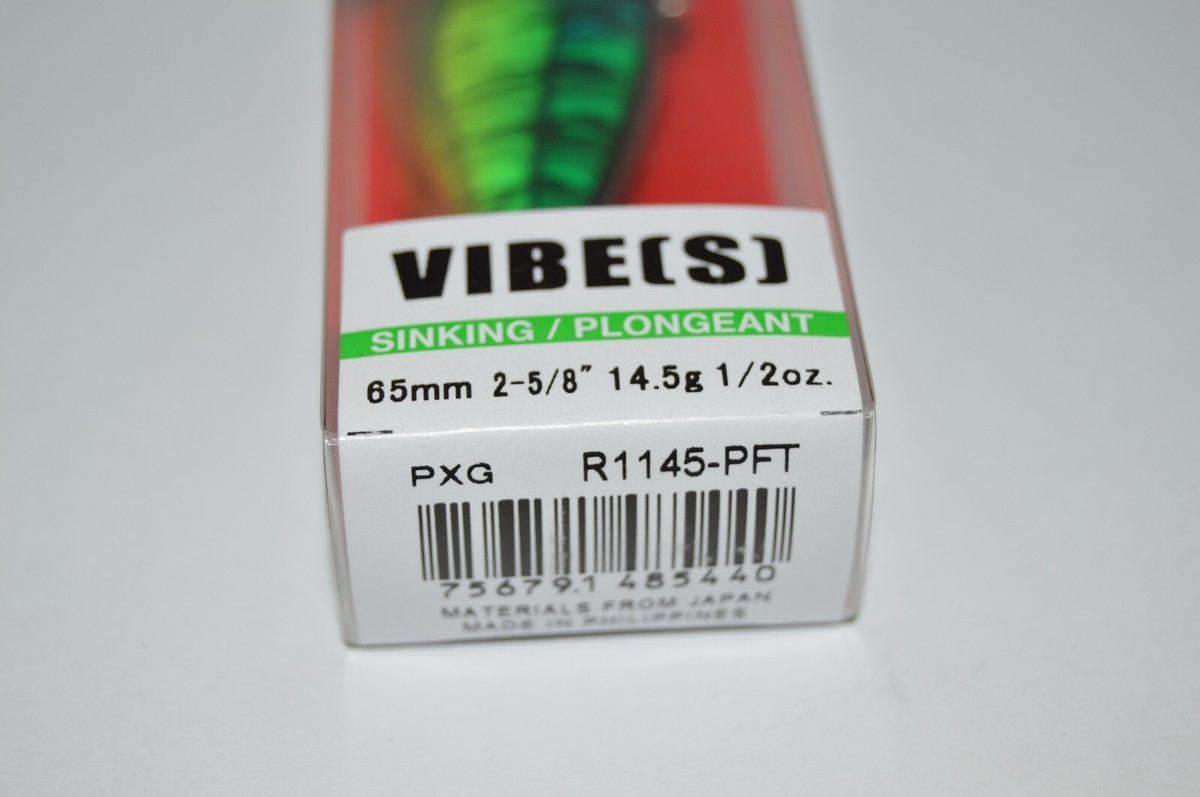 VIBE(S)
SINKING / PLONGEANT
65mm 2-5/8" 14.5g 1/2oz.
PXG R1145-PFT
75679.1 485440
MATERIALS FROM JAPAN
MADE IN PHILIPPINES